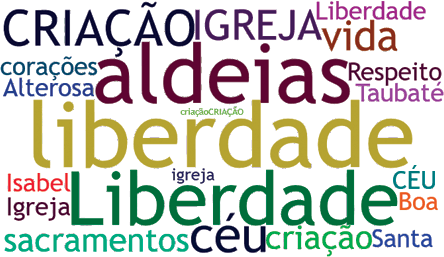 CRIAÇÃO IGREJA Liberdade
vida
corações aldeias Respeito
Alterosa Taubaté
criaçãoCRIAÇÃO
liberdade
Isabel igreja CÉU
Igreja Liberdade Boa
sacramentos céu criação Santa